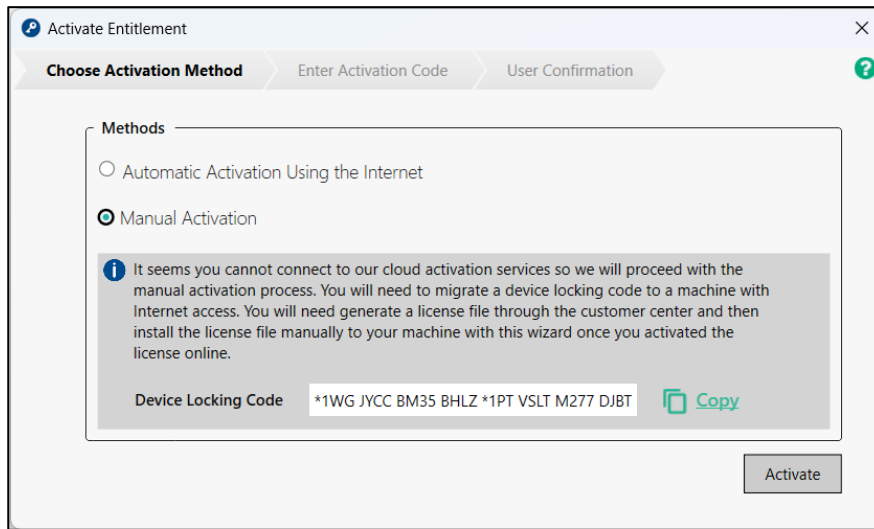 Activate Entitlement
Choose Activation Method
Enter Activation Code
User Confirmation
?
Methods
Automatic Activation Using the Internet
Manual Activation
It seems you cannot connect to our cloud activation services so we will proceed with the
manual activation process. You will need to migrate a device locking code to a machine with
Internet access. You will need generate a license file through the customer center and then
install the license file manually to your machine with this wizard once you activated the
license online.
Device Locking Code
*1WG JYCC BM35 BHLZ *1PT VSLT M277 DJBT
Copy
Activate